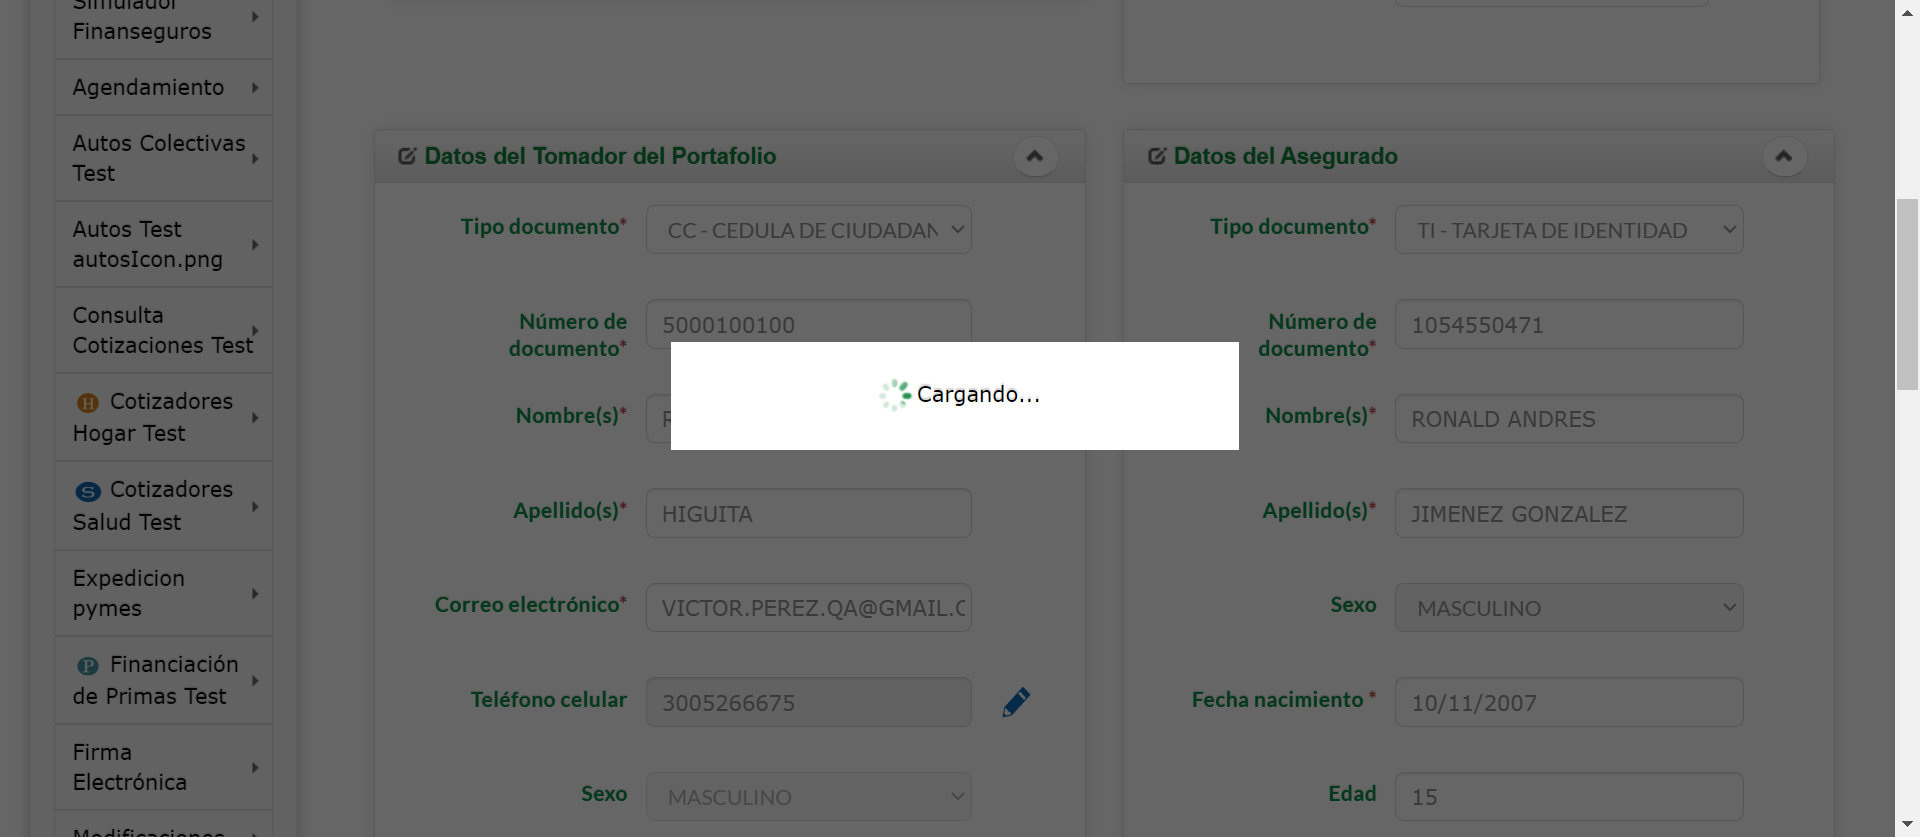 Simulador
Finanseguros
Agendamiento
Autos Colectivas
Test
Autos Test
autosIcon.png
Consulta
Cotizaciones Test
H Cotizadores
Hogar Test
S Cotizadores
Salud Test
Expedicion
pymes
P Financiación
de Primas Test
Firma
Electrónica
Modificaciones
Datos del Tomador del Portafolio
Tipo documento* CC - CEDULA DE CIUDADAN
Número de
documento* 5000100100
Nombre(s)*
Apellido(s)* HIGUITA
Correo electrónico* VICTOR.PEREZ.QA@GMAIL.C
Teléfono celular 3005266675
Sexo MASCULINO
Cargando...
Datos del Asegurado
Tipo documento* TI - TARJETA DE IDENTIDAD
Número de
documento* 1054550471
Nombre(s)* RONALD ANDRES
Apellido(s)* JIMENEZ GONZALEZ
Sexo MASCULINO
Fecha nacimiento * 10/11/2007
Edad 15